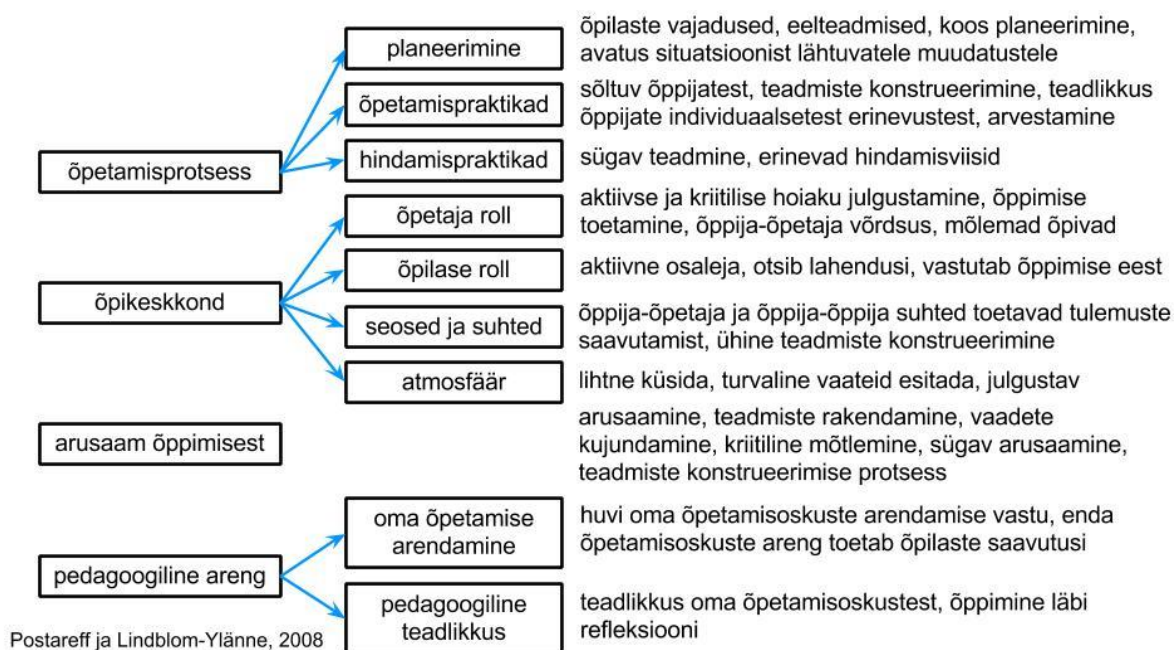 õpetamisprotsess
planeerimine
õpilaste vajadused, eelteadmised, koos planeerimine,
avatus situatsioonist lähtuvatele muudatustele
õpetamispraktikad
sõltuv õppijatest, teadmiste konstrueerimine, teadlikkus
õppijate individuaalsetest erinevustest, arvestamine
hindamispraktikad
sügav teadmine, erinevad hindamisviisid
õpikeskkond
õpetaja roll
aktiivse ja kriitilise hoiaku julgustamine, õppimise
toetamine, õppija-õpetaja võrdsus, mõlemad õpivad
õpilase roll
aktiivne osaleja, otsib lahendusi, vastutab õppimise eest
seosed ja suhted
õppija-õpetaja ja õppija-õppija suhted toetavad tulemuste
saavutamist, ühine teadmiste konstrueerimine
atmosfäär
lihtne küsida, turvaline vaateid esitada, julgustav
arusaam õppimisest
arusaamine, teadmiste rakendamine, vaadete
kujundamine, kriitiline mõtlemine, sügav arusaamine,
teadmiste konstrueerimise protsess
pedagoogiline areng
oma õpetamise
arendamine
huvi oma õpetamisoskuste arendamise vastu, enda
õpetamisoskuste areng toetab õpilaste saavutusi
pedagoogiline
teadlikkus
teadlikkus oma õpetamisoskustest, õppimine läbi
refleksiooni
Postareff ja Lindblom-Ylänne, 2008